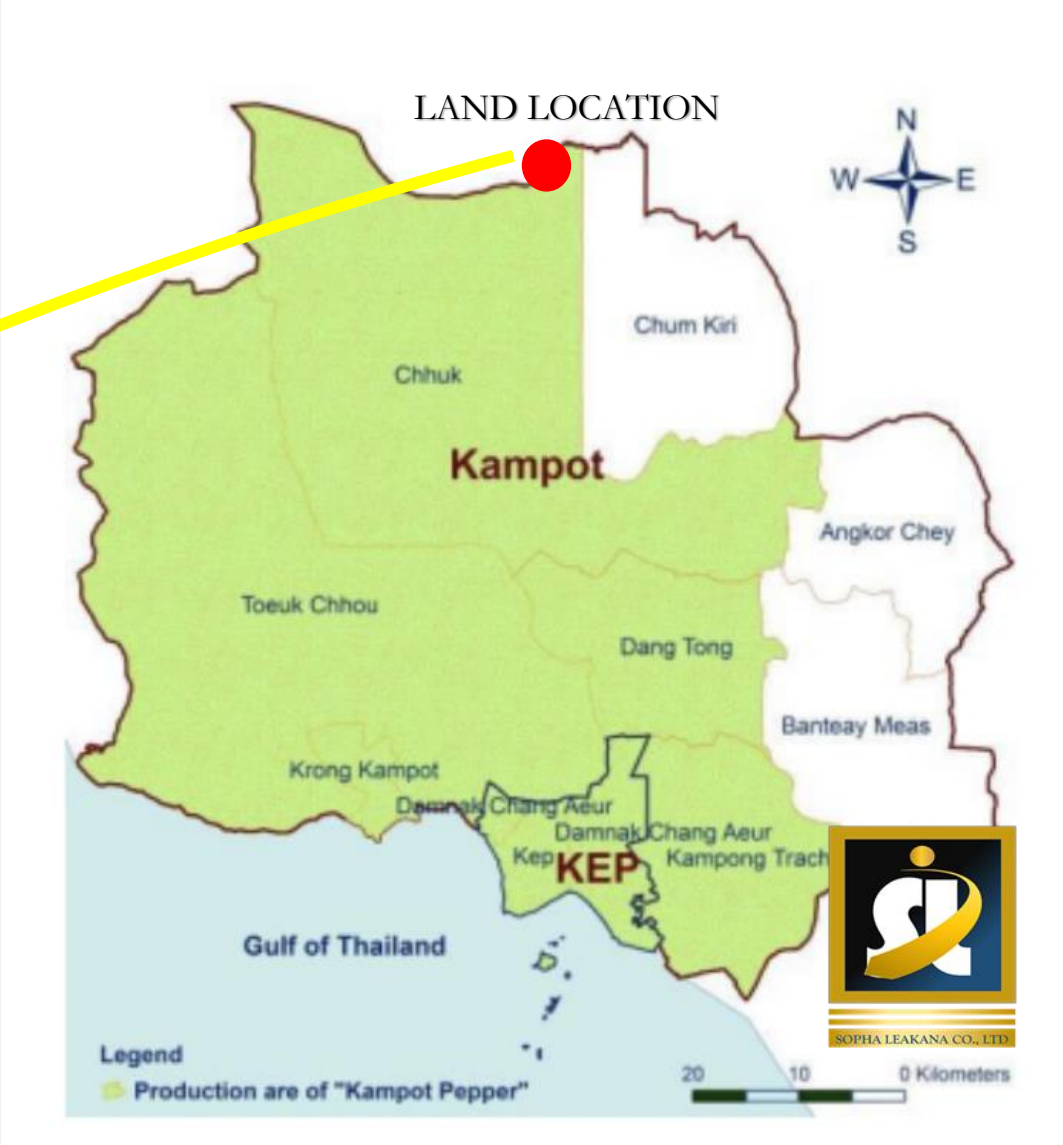 LAND LOCATION
N
W E
S
Chum Kiri
Chhuk
Kampot
Angkor Chey
Toeuk Chhou
Dang Tong
Banteay Meas
Krong Kampot
Damnak Chang Aeur
Damnak Chang Aeur
Kep
KEP
Kampong Trach
Gulf of Thailand
SL
SOPHA LEAKANA CO., LTD
Legend
Production are of "Kampot Pepper"
20 10 0 Kilometers